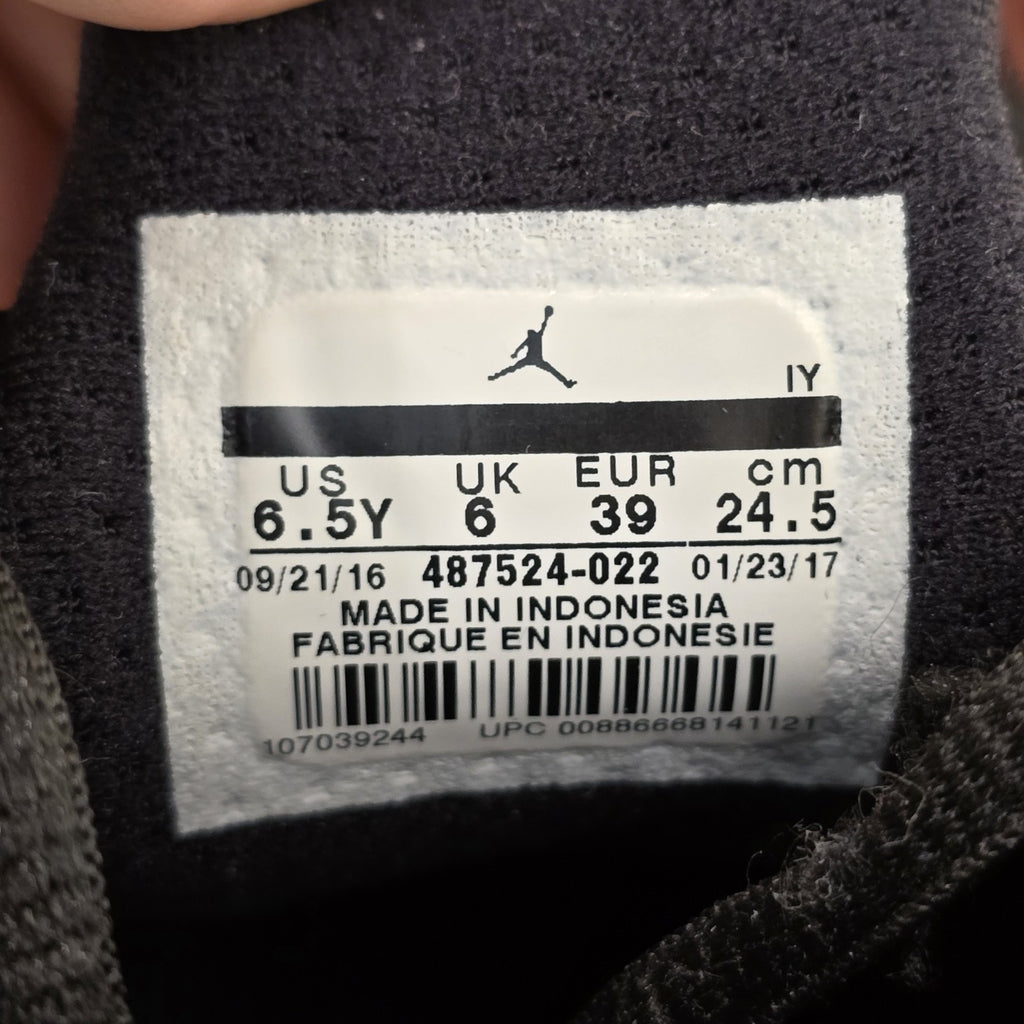 IY
US UK EUR cm
6.5Y 6 39 24.5
09/21/16 487524-022 01/23/17
MADE IN INDONESIA
FABRIQUE EN INDONESIE
107039244 UPC 00886668141121